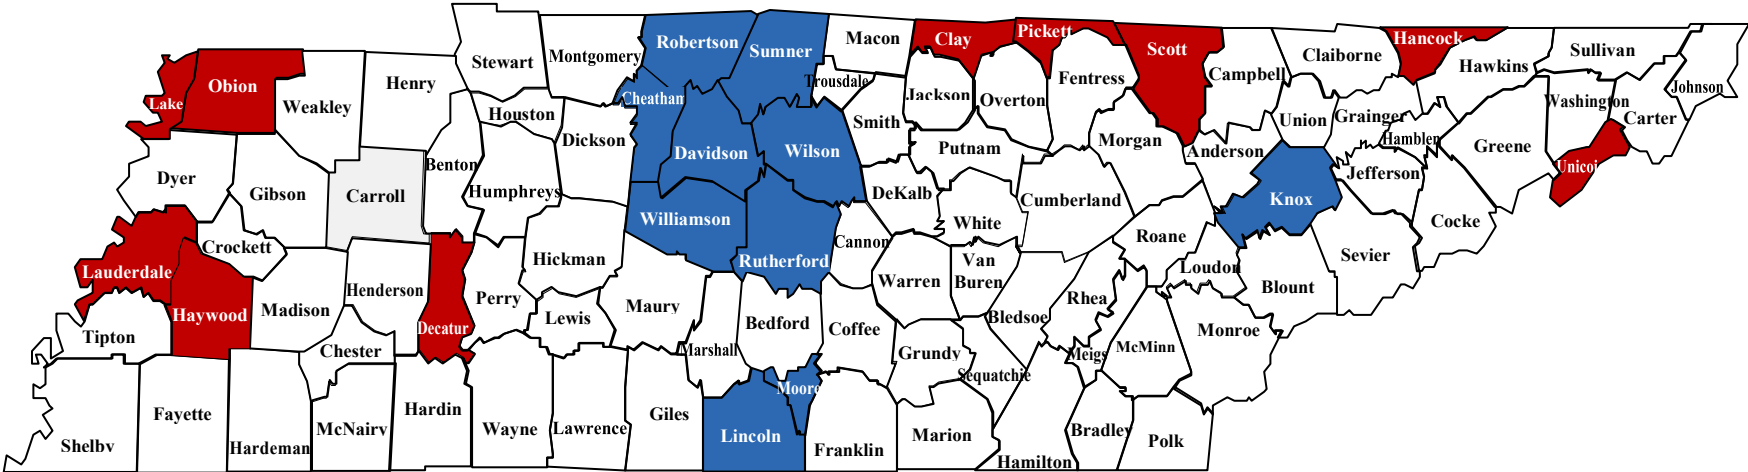 Robertson
Sumner
Macon
Clay
Pickett
Scott
Hancock
Claiborne
Sullivan
Stewart
Montgomery
Hawkins
Henry
Obion
Lake
Weakley
Cheatham
Trousdale
Fentress
Campbell
Johnson
Houston
Jackson
Overton
Washington
Smith
Union
Grainger
Carter
Dickson
Davidson
Wilson
Putnam
Morgan
Anderson
Hamblen
Greene
Unicoi
Benton
Dyer
Gibson
Carroll
Humphreys
DeKalb
Jefferson
Cumberland
Knox
White
Williamson
Cocke
Crockett
Cannon
Roane
Hickman
Rutherford
Van
Buren
Sevier
Lauderdale
Loudon
Warren
Blount
Henderson
Perry
Rhea
Haywood
Madison
Maury
Lewis
Bledsoe
Bedford
Coffee
Monroe
Decatur
Tipton
Chester
Marshall
Grundy
Meigs
McMinn
Sequatchie
Moore
Fayette
Hardin
Giles
Shelby
Hardeman
McNairy
Wayne
Lawrence
Lincoln
Franklin
Marion
Bradley
Polk
Hamilton